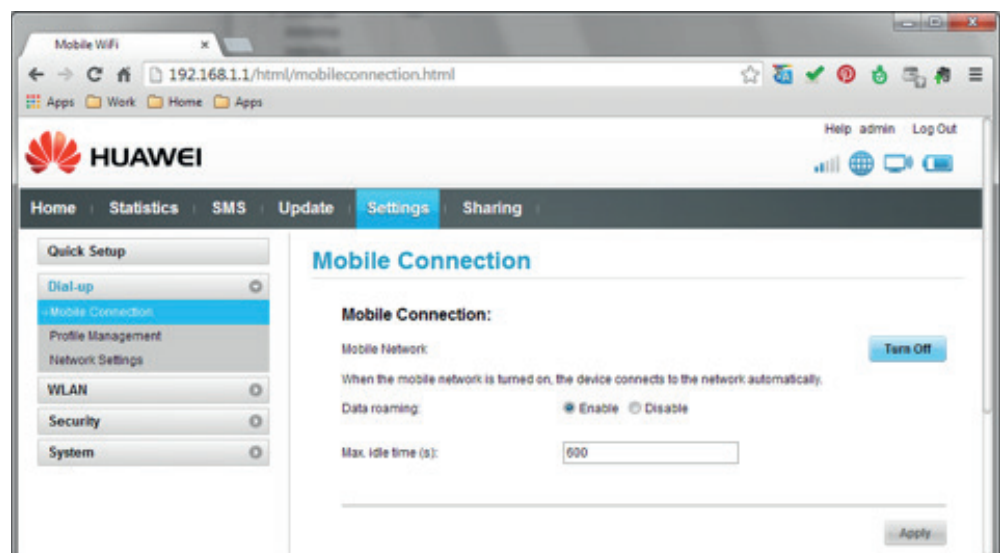 Mobile WiFi
192.168.1.1/html/mobileconnection.html
Apps Work Home Apps
Help admin Log Out
HUAWEI
Home Statistics SMS Update Settings Sharing
Quick Setup
Mobile Connection
Dial-up
Mobile Connection
Mobile Connection:
Profile Management
Mobile Network:
Turn Off
Network Settings
When the mobile network is turned on, the device connects to the network automatically.
WLAN
Data roaming:
Enable Disable
Security
System
Max. idle time (s):
600
Apply